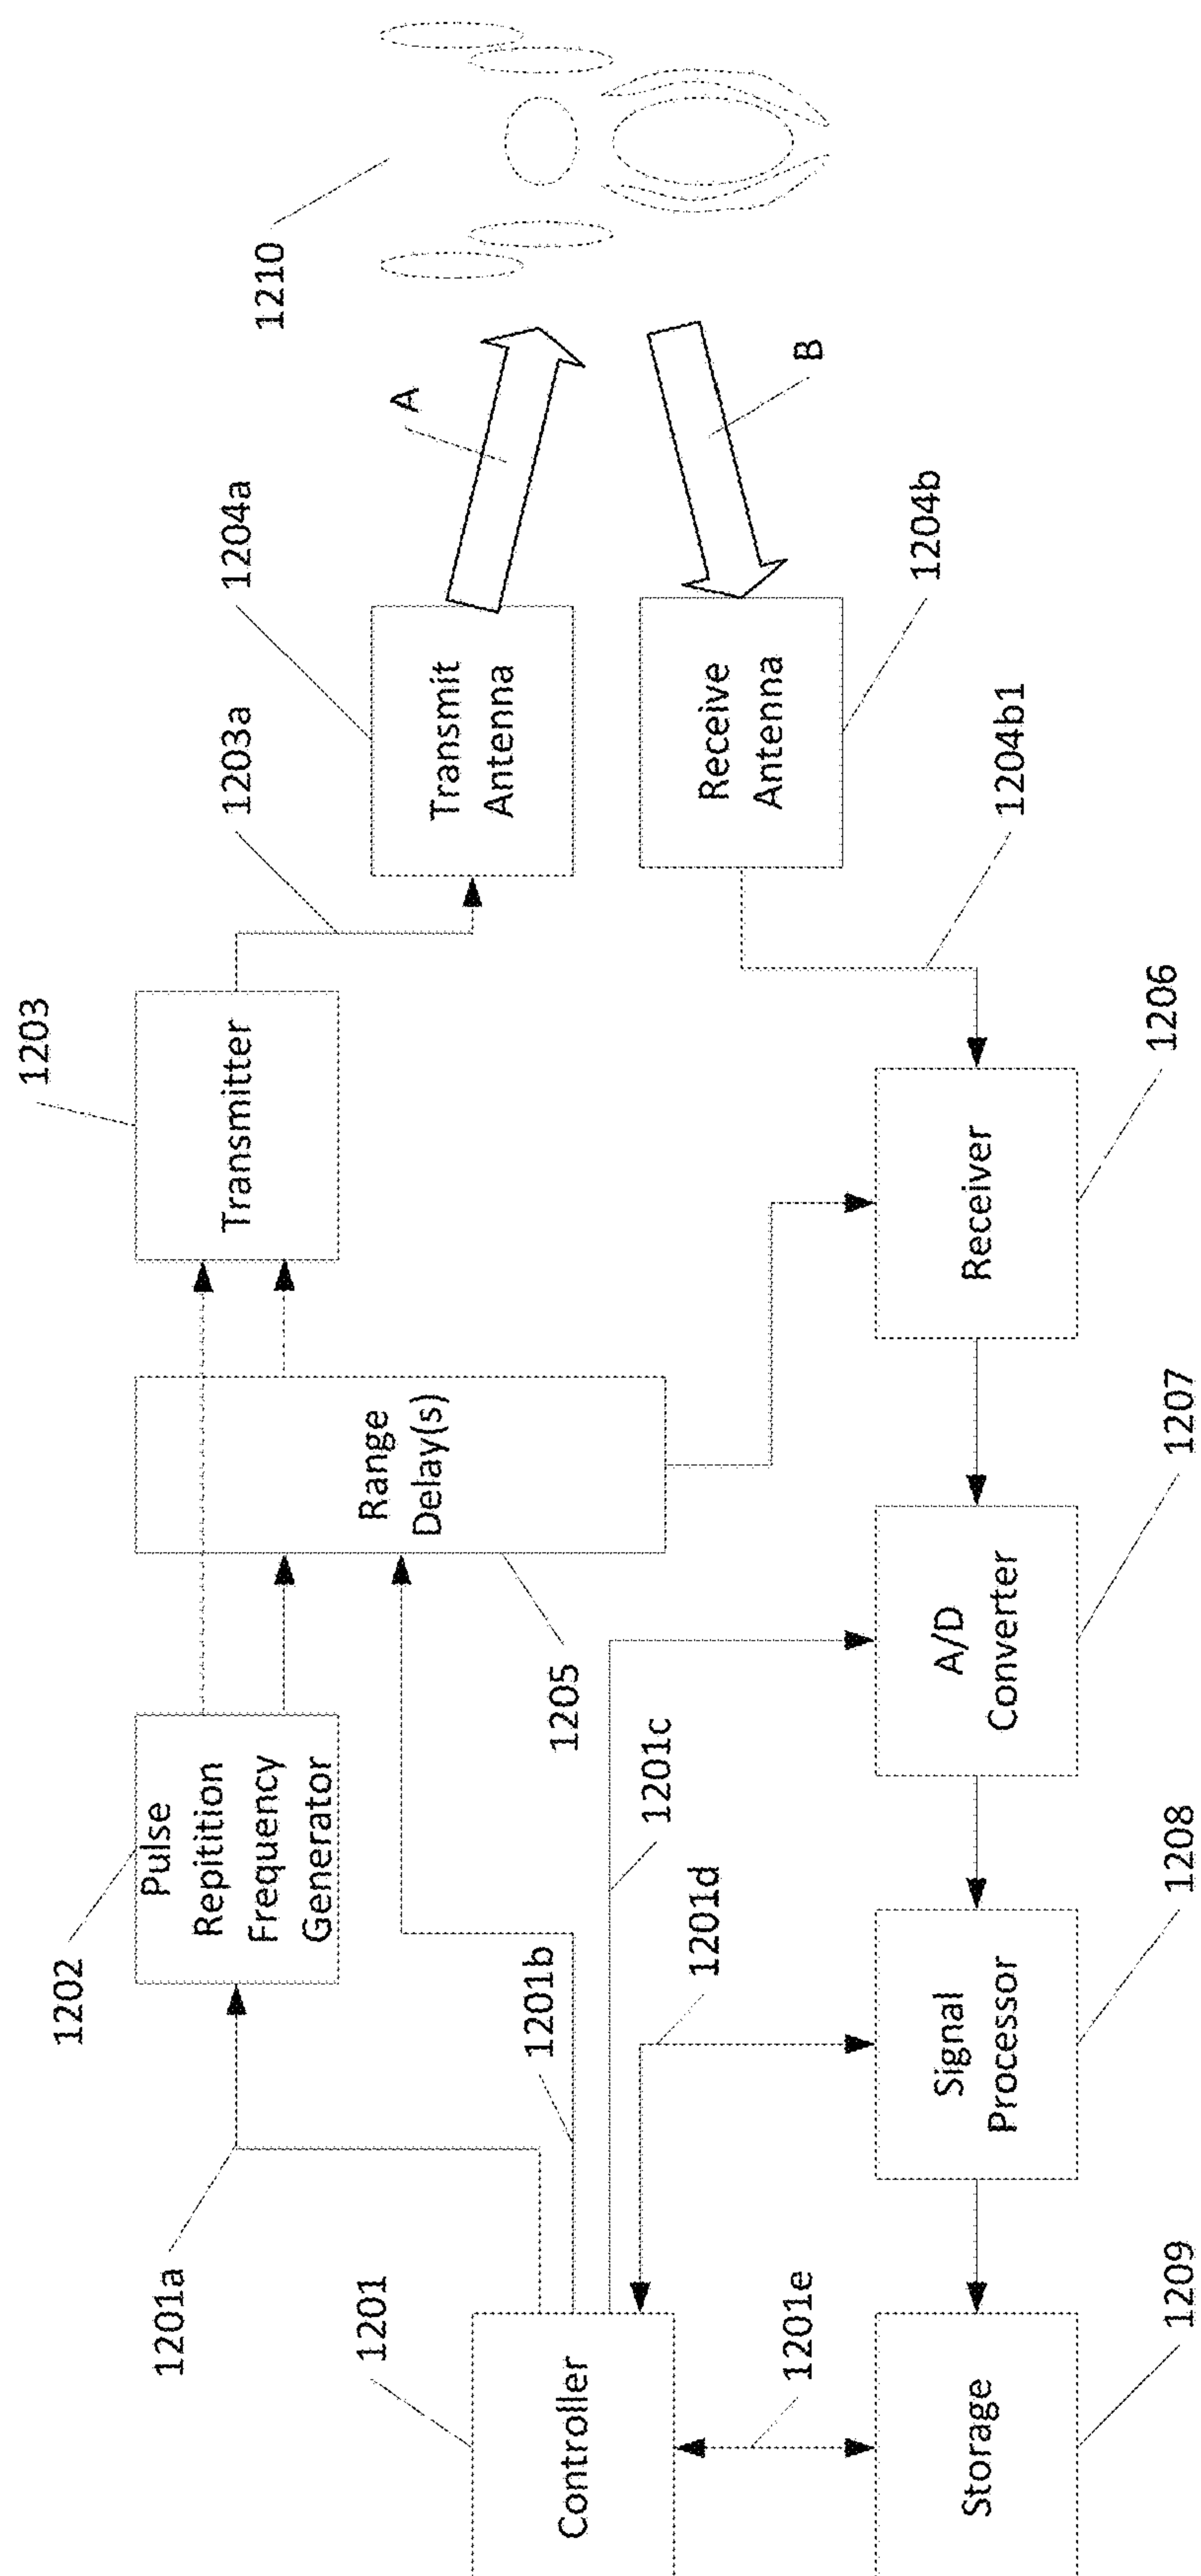 1203
1203a
1204a
1210
A
Transmitter
Transmit
Antenna
1202
Pulse
Repitition
Frequency
Generator
Range
Delay(s)
1205
1201a
1201b
1201c
1201d
1201
Controller
1201e
Receive
Antenna
B
1204b
1204b1
Storage
Signal
Processor
A/D
Converter
Receiver
1209
1208
1207
1206